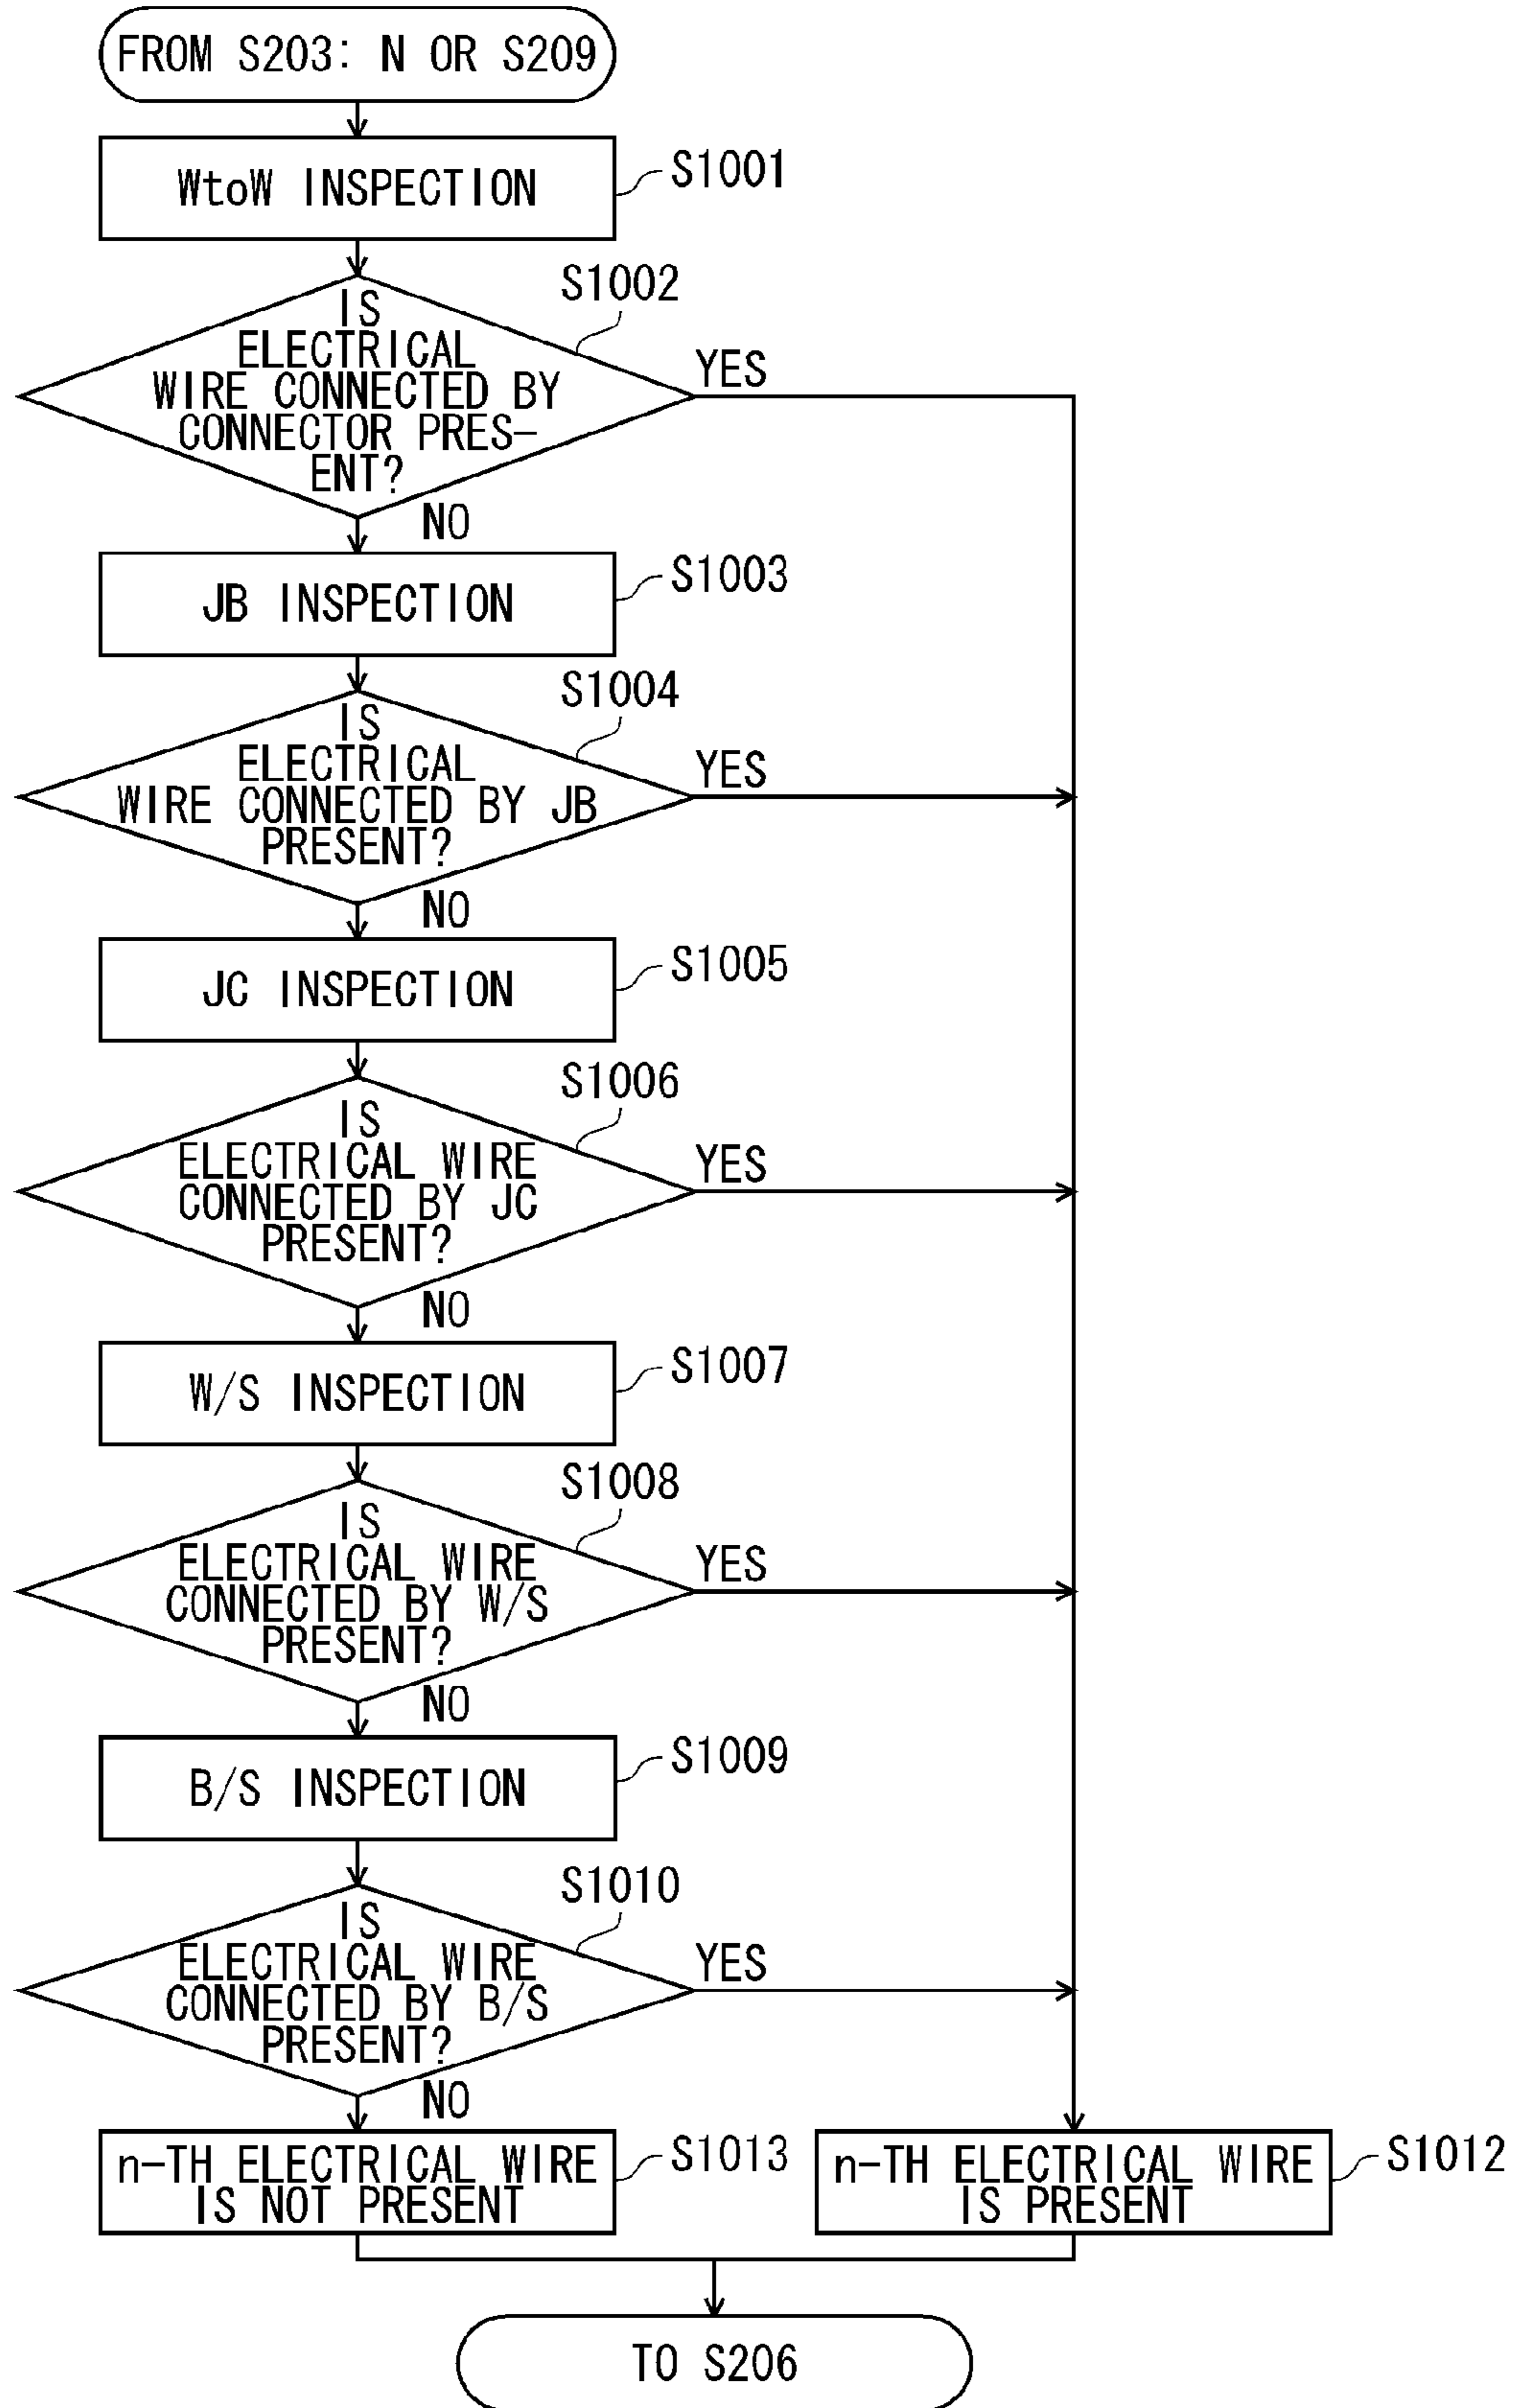 FROM S203: N OR S209
WtoW INSPECTION
S1001
S1002
IS
ELECTRICAL
WIRE CONNECTED BY
CONNECTOR PRES-
ENT?
YES
NO
JB INSPECTION
S1003
S1004
IS
ELECTRICAL
WIRE CONNECTED BY JB
PRESENT?
YES
NO
JC INSPECTION
S1005
S1006
IS
ELECTRICAL WIRE
CONNECTED BY JC
PRESENT?
YES
NO
W/S INSPECTION
S1007
S1008
IS
ELECTRICAL WIRE
CONNECTED BY W/S
PRESENT?
YES
NO
B/S INSPECTION
S1009
S1010
IS
ELECTRICAL WIRE
CONNECTED BY B/S
PRESENT?
YES
NO
n-TH ELECTRICAL WIRE
IS NOT PRESENT
S1013
n-TH ELECTRICAL WIRE
IS PRESENT
S1012
TO S206